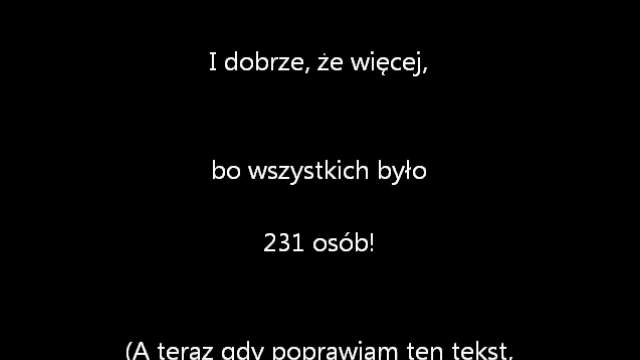 I dobrze, że więcej,
bo wszystkich było
231 osób!
(A teraz gdy poprawiam ten tekst,